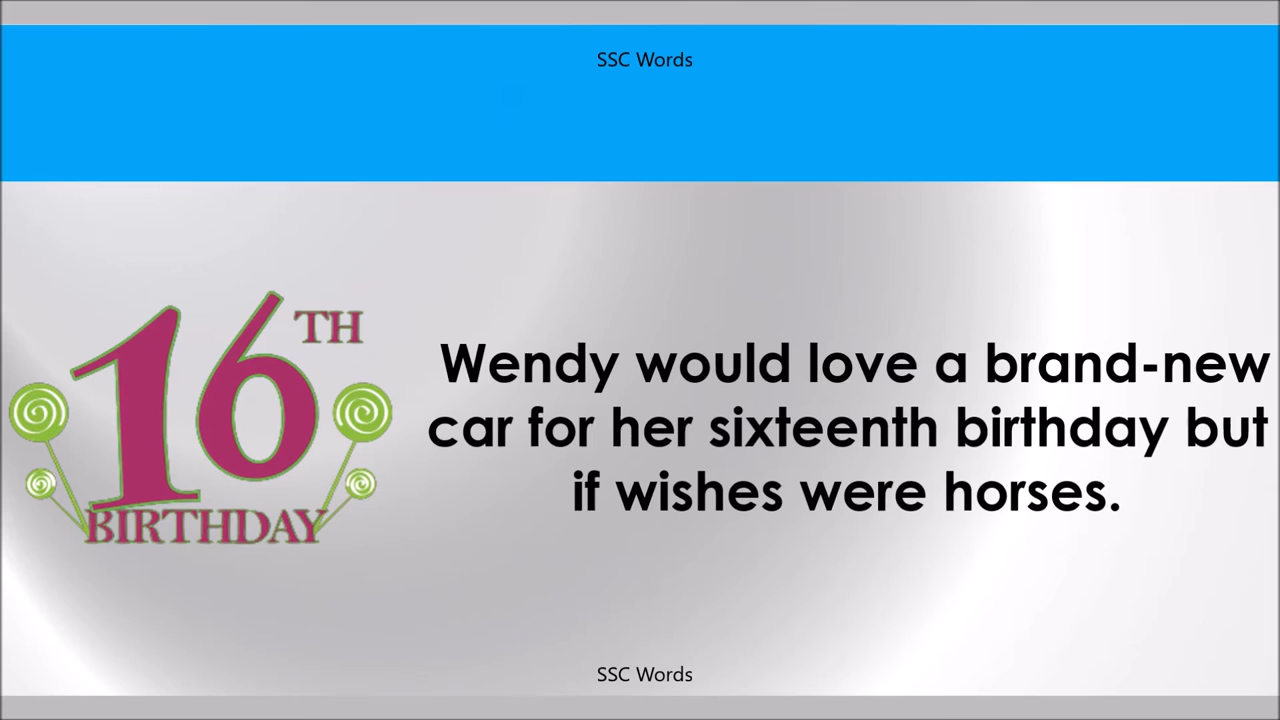 SSC Words
16TH
BIRTHDAY
Wendy would love a brand-new
car for her sixteenth birthday but
if wishes were horses.
SSC Words